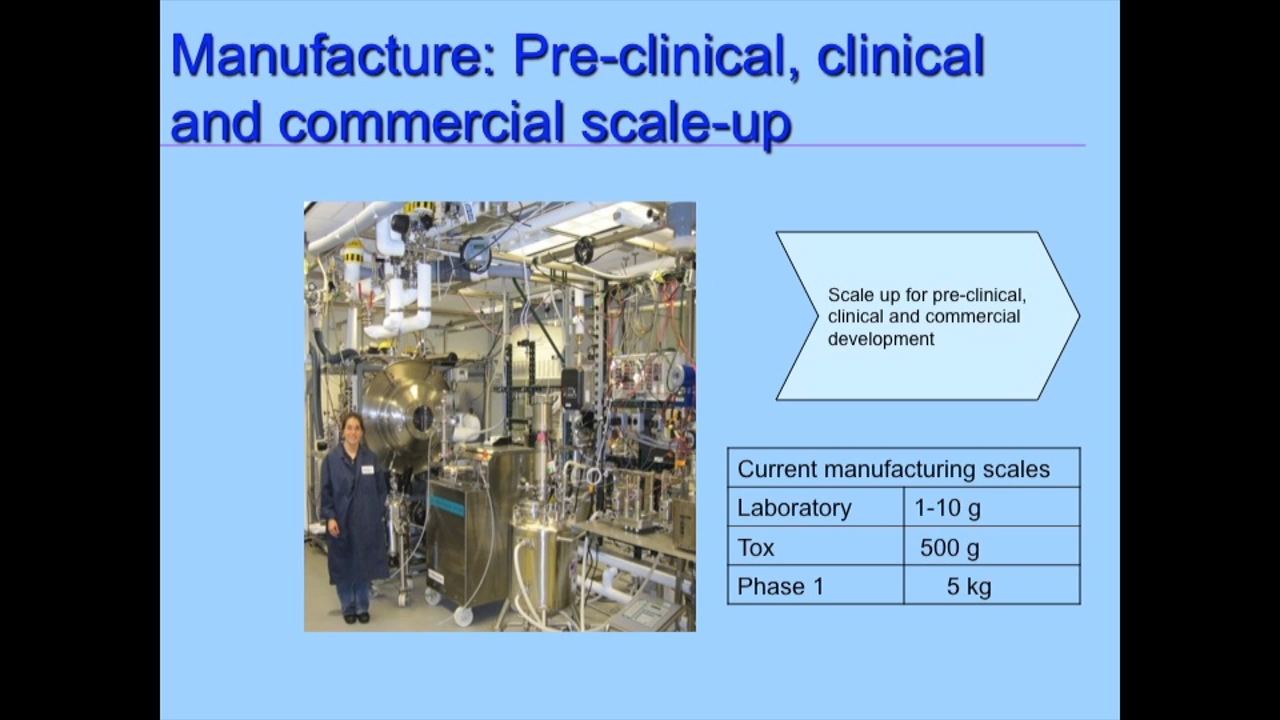 Manufacture: Pre-clinical, clinical
and commercial scale-up
Scale up for pre-clinical,
clinical and commercial
development
Current manufacturing scales
Laboratory 1-10 g
Tox 500 g
Phase 1 5 kg